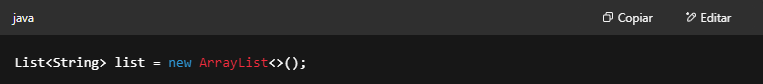 java Copiar Editar
List<String> list = new ArrayList<>();